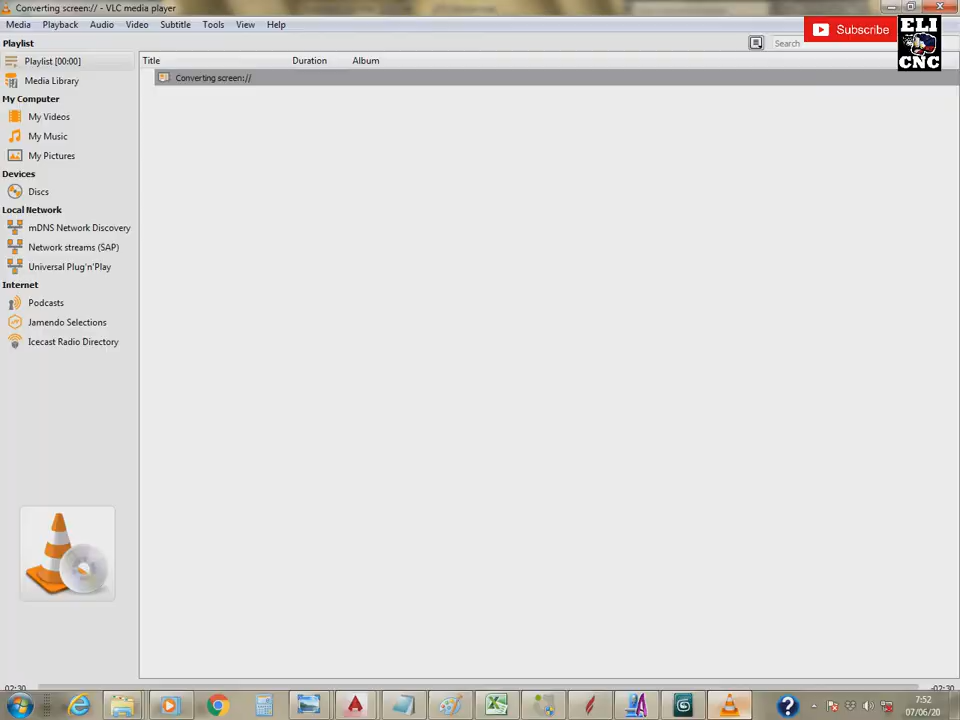 Converting screen:// - VLC media player
Media Playback Audio Video Subtitle Tools View Help
Subscribe
ELI
CNC
Playlist
Search
Playlist [00:00]
Title Duration Album
Media Library
Converting screen://
My Computer
My Videos
My Music
My Pictures
Devices
Discs
Local Network
mDNS Network Discovery
Network streams (SAP)
Universal Plug'n'Play
Internet
Podcasts
Jamendo Selections
Icecast Radio Directory
02:30 -02:30
7:52
07/06/20